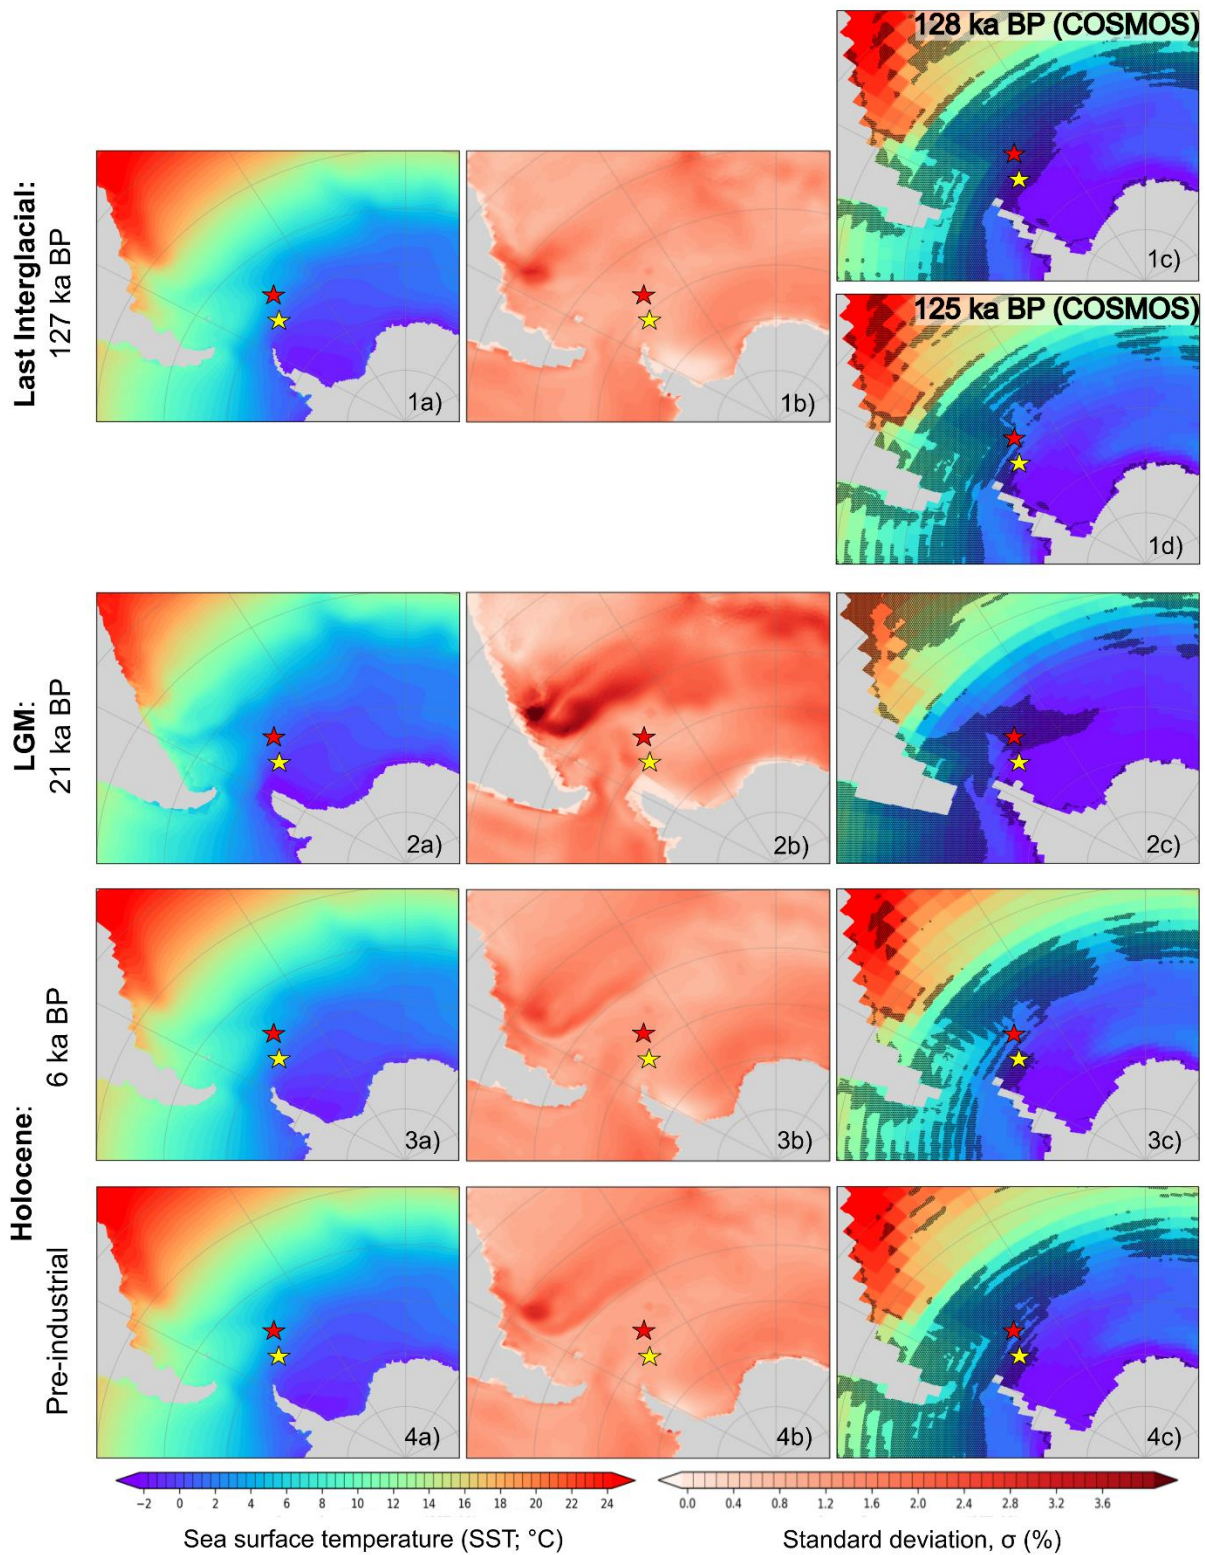 128 ka BP (COSMOS)
1c)
Last Interglacial:
127 ka BP
1a)
1b)
125 ka BP (COSMOS)
1d)
LGM:
21 ka BP
2a)
2b)
2c)
Holocene:
6 ka BP
3a)
3b)
3c)
Pre-industrial
4a)
4b)
4c)
−2 0 2 4 6 8 10 12 14 16 18 20 22 24
0.0 0.4 0.8 1.2 1.6 2.0 2.4 2.8 3.2 3.6
Sea surface temperature (SST; °C)
Standard deviation, σ (%)